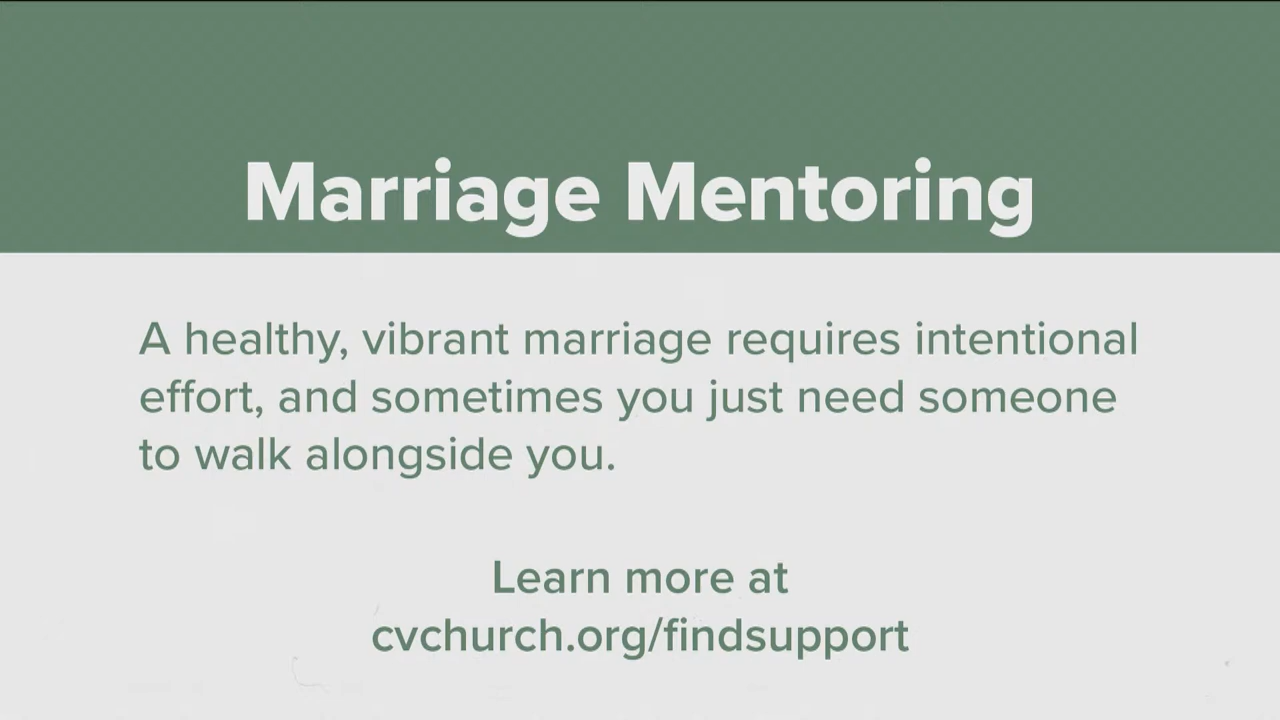 Marriage Mentoring
A healthy, vibrant marriage requires intentional
effort, and sometimes you just need someone
to walk alongside you.
Learn more at
cvchurch.org/findsupport